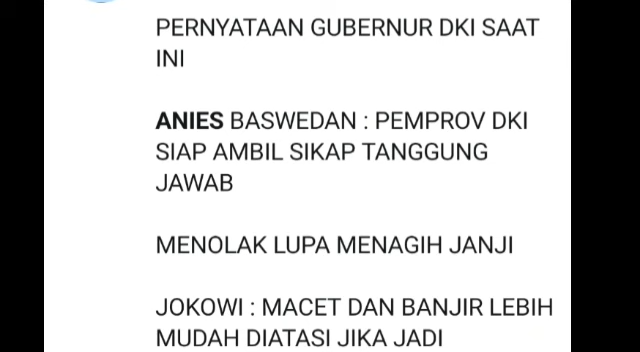 PERNYATAAN GUBERNUR DKI SAAT
INI
ANIES BASWEDAN : PEMPROV DKI
SIAP AMBIL SIKAP TANGGUNG
JAWAB
MENOLAK LUPA MENAGIH JANJI
JOKOWI : MACET DAN BANJIR LEBIH
MUDAH DIATASI JIKA JADI